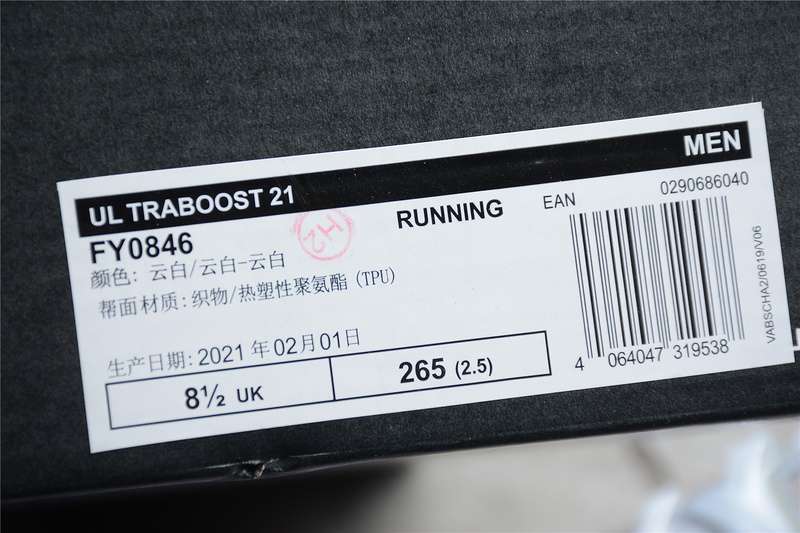 MEN
UL TRABOOST 21
FY0846
H2
RUNNING
EAN
0290686040
颜色: 云白/云白-云白
帮面材质: 织物/热塑性聚氨酯 (TPU)
生产日期: 2021 年02月01日
8½ UK
265 (2.5)
4 064047 319538
VABSCHA2/0619/V06